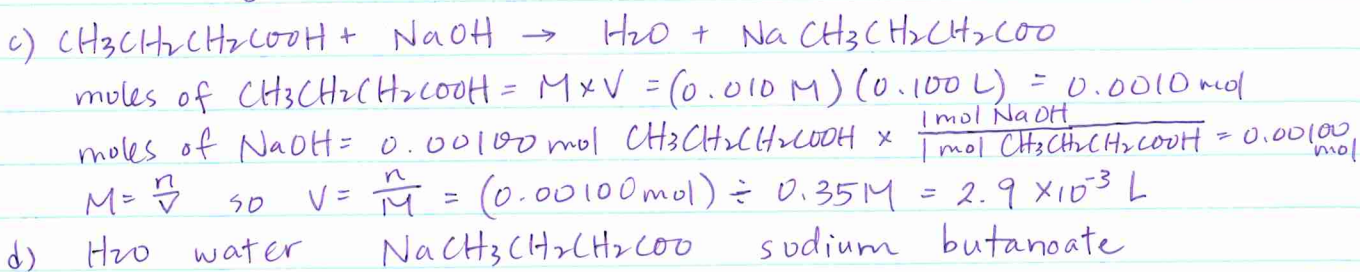 c) CH3CH2CH2COOH + NaOH → H2O + NaCH3CH2CH2COO
moles of CH3CH2CH2COOH = M×V = (0.010 M)(0.100 L) = 0.0010 mol
moles of NaOH = 0.00100 mol CH3CH2CH2COOH × 1 mol NaOH / 1 mol CH3CH2CH2COOH = 0.00100 mol
M = n/V so V = n/M = (0.00100 mol) ÷ 0.35M = 2.9 ×10⁻³ L
d) H2O water NaCH3CH2CH2COO sodium butanoate